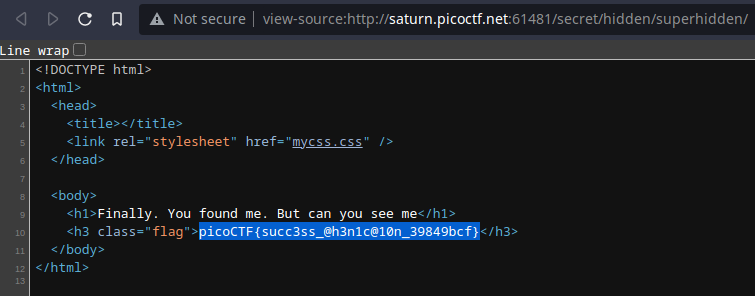 Not secure | view-source:http://saturn.picoctf.net:61481/secret/hidden/superhidden/
Line wrap
1 <!DOCTYPE html>
2 <html>
3   <head>
4     <title></title>
5     <link rel="stylesheet" href="mycss.css" />
6   </head>
7
8   <body>
9     <h1>Finally. You found me. But can you see me</h1>
10     <h3 class="flag">picoCTF{succ3ss_@h3n1c@10n_39849bcf}</h3>
11   </body>
12 </html>
13